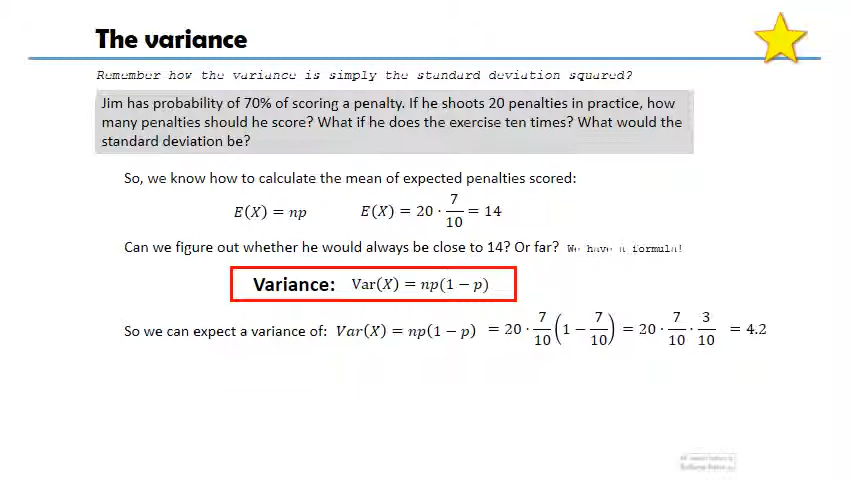 The variance
Remember how the variance is simply the standard deviation squared?
Jim has probability of 70% of scoring a penalty. If he shoots 20 penalties in practice, how
many penalties should he score? What if he does the exercise ten times? What would the
standard deviation be?
So, we know how to calculate the mean of expected penalties scored:
E(X) = np E(X) = 20 · 7/10 = 14
Can we figure out whether he would always be close to 14? Or far? We have a formula!
Variance: Var(X) = np(1 − p)
So we can expect a variance of: Var(X) = np(1 − p) = 20 · 7/10 (1 − 7/10) = 20 · 7/10 · 3/10 = 4.2